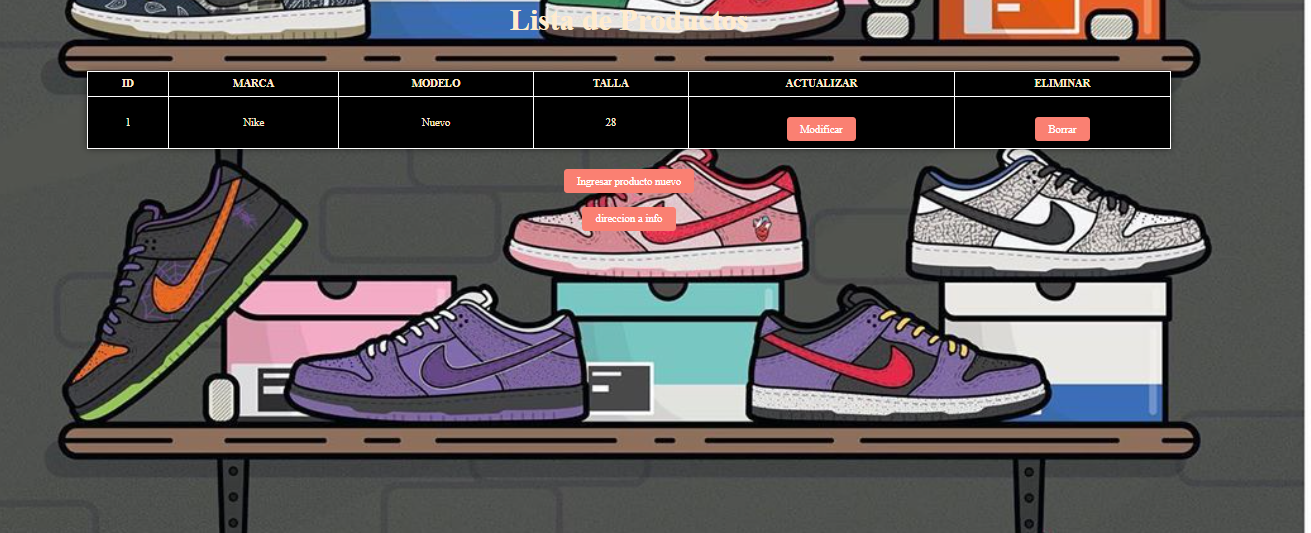 Lista de Productos
ID MARCA MODELO TALLA ACTUALIZAR ELIMINAR
1 Nike Nuevo 28 Modificar Borrar
Ingresar producto nuevo
direccion a info